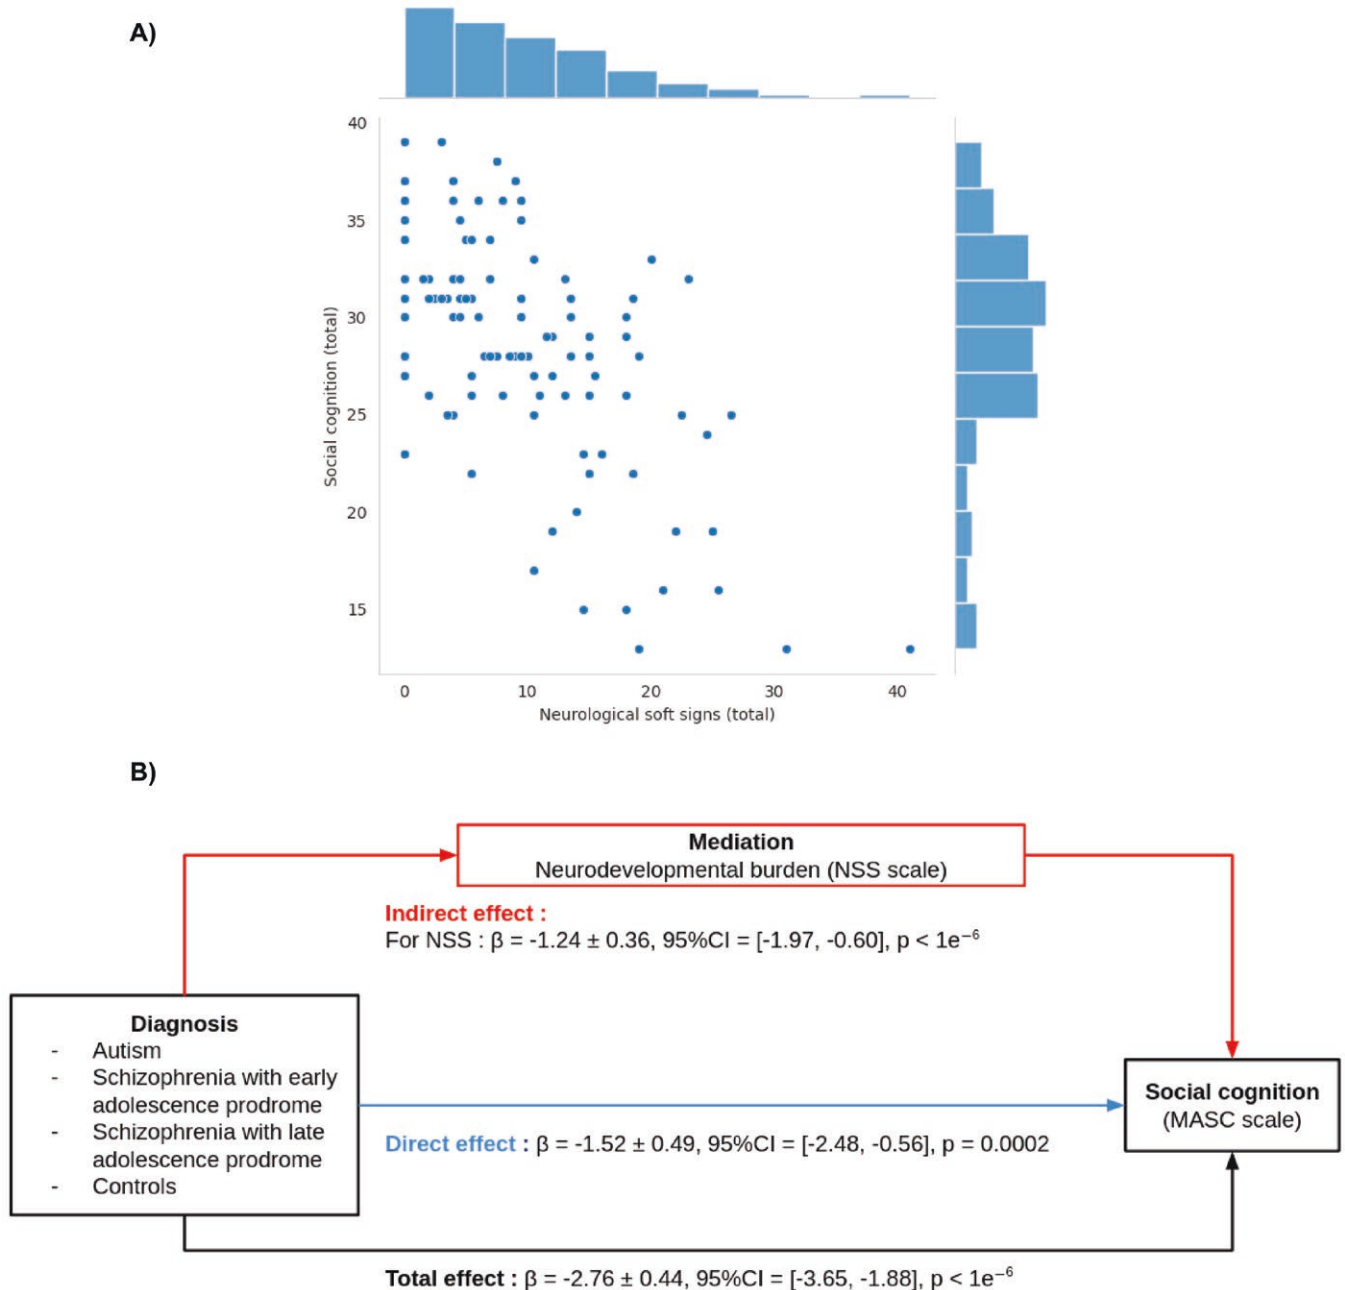 A)
40
35
30
25
20
15
Social cognition (total)
0 10 20 30 40
Neurological soft signs (total)
B)
Mediation
Neurodevelopmental burden (NSS scale)
Indirect effect :
For NSS : β = -1.24 ± 0.36, 95%CI = [-1.97, -0.60], p < 1e⁻⁶
Diagnosis
- Autism
- Schizophrenia with early
adolescence prodrome
- Schizophrenia with late
adolescence prodrome
- Controls
Social cognition
(MASC scale)
Direct effect : β = -1.52 ± 0.49, 95%CI = [-2.48, -0.56], p = 0.0002
Total effect : β = -2.76 ± 0.44, 95%CI = [-3.65, -1.88], p < 1e⁻⁶